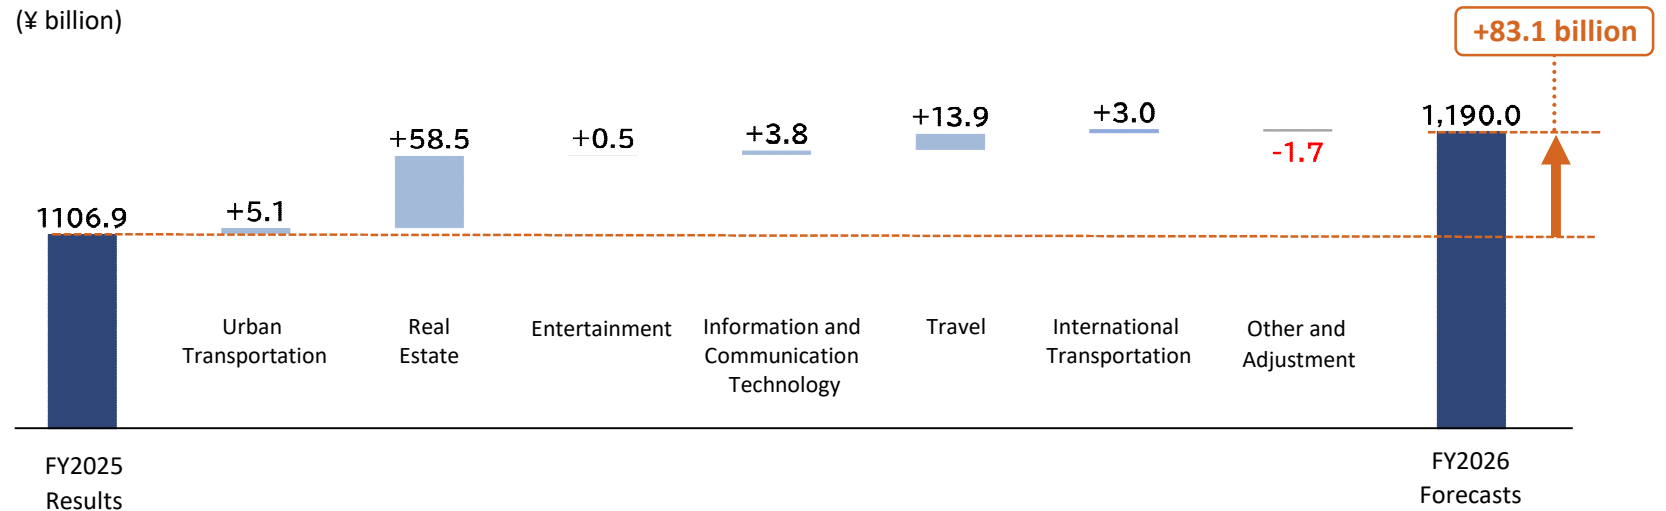 (¥ billion)
+83.1 billion
1106.9
+5.1
+58.5
+0.5
+3.8
+13.9
+3.0
-1.7
1,190.0
Urban
Transportation
Real
Estate
Entertainment
Information and
Communication
Technology
Travel
International
Transportation
Other and
Adjustment
FY2025
Results
FY2026
Forecasts